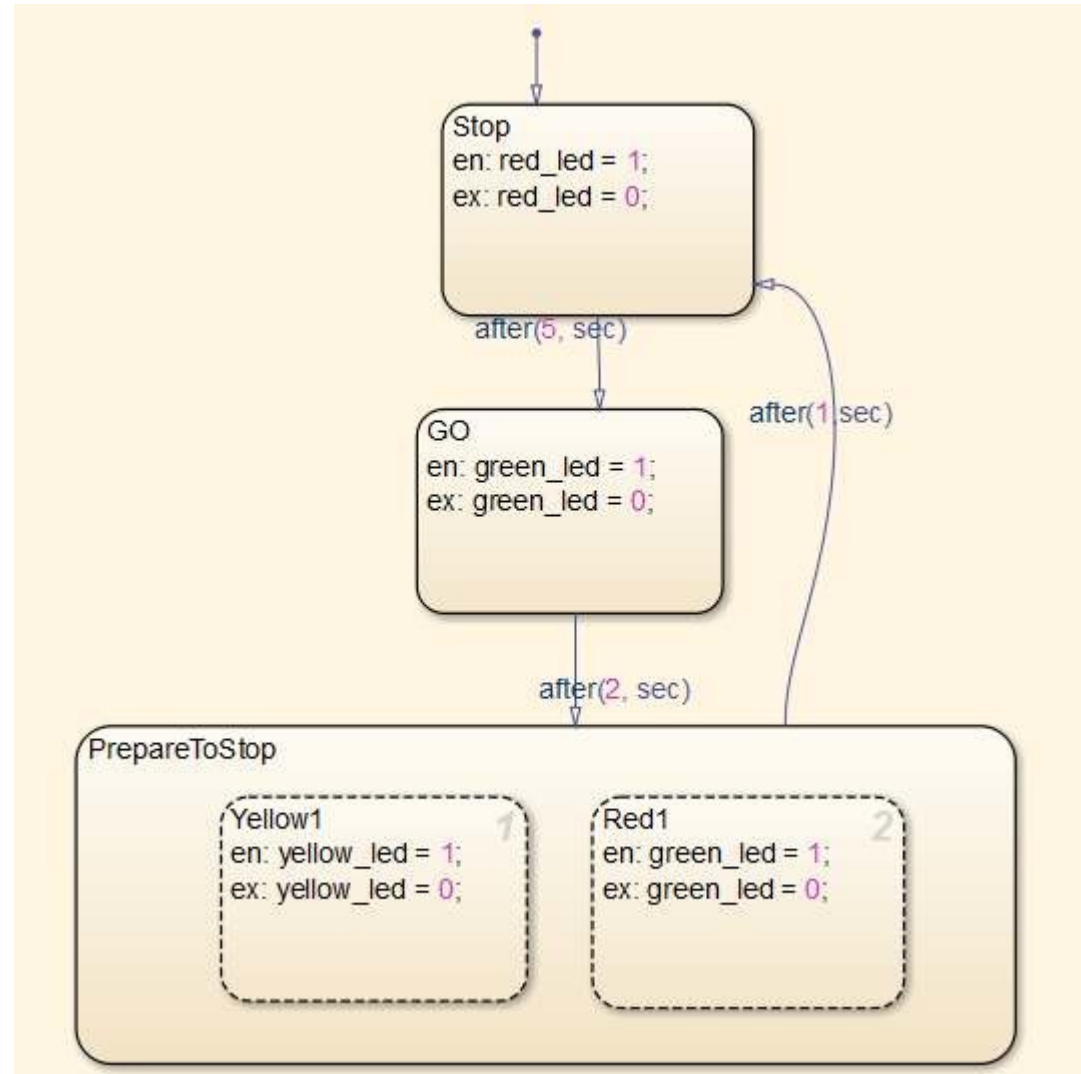 Stop
en: red_led = 1;
ex: red_led = 0;
after(5, sec)
GO
en: green_led = 1;
ex: green_led = 0;
after(1,sec)
after(2, sec)
PrepareToStop
Yellow1
1
en: yellow_led = 1;
ex: yellow_led = 0;
Red1
2
en: green_led = 1;
ex: green_led = 0;